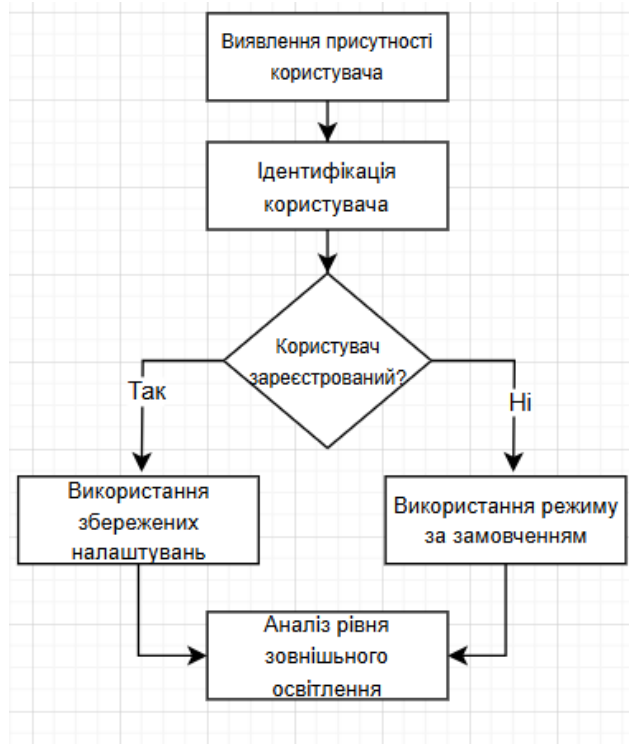 Виявлення присутності
користувача
Ідентифікація
користувача
Користувач
зареєстрований?
Так
Ні
Використання
збережених
налаштувань
Використання режиму
за замовченням
Аналіз рівня
зовнішього
освітлення